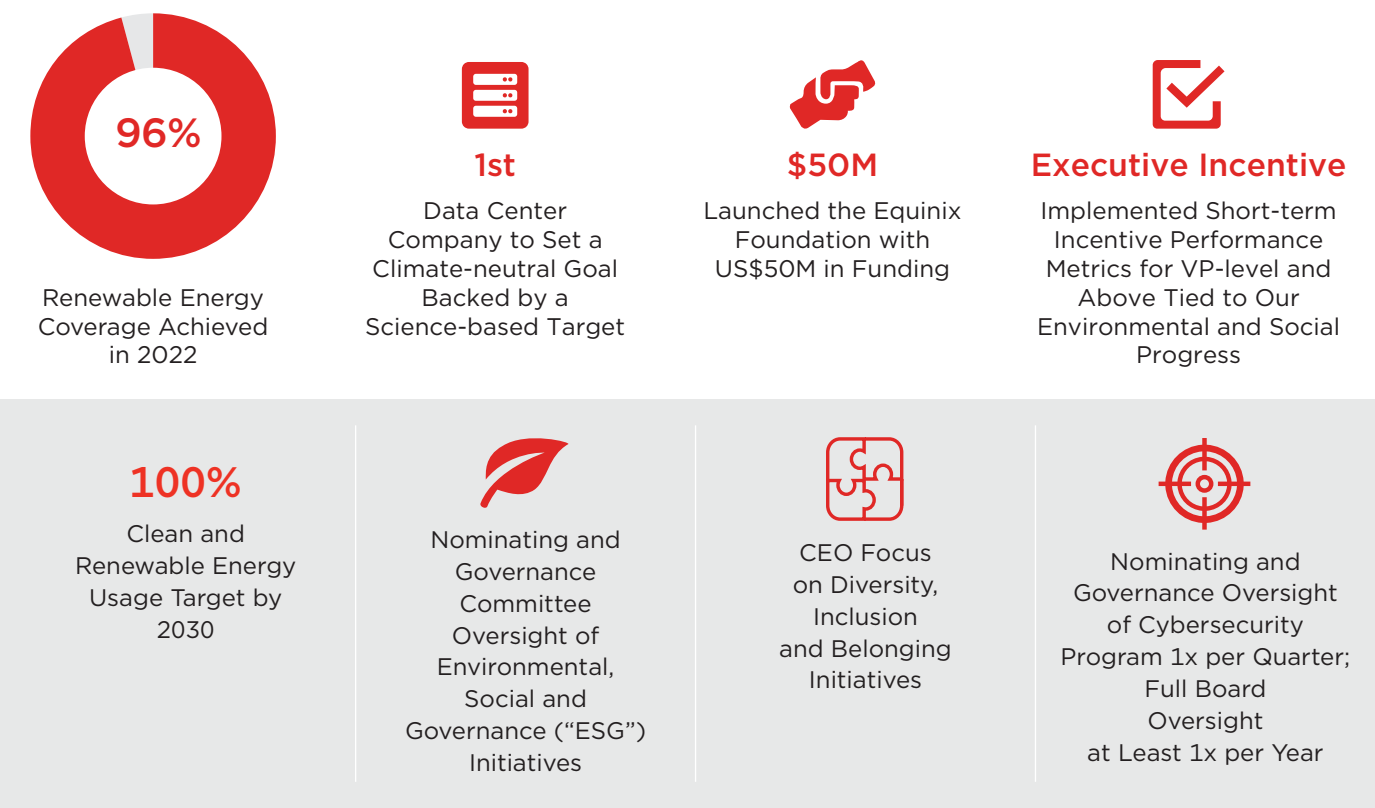 96%
Renewable Energy
Coverage Achieved
in 2022
1st
Data Center
Company to Set a
Climate-neutral Goal
Backed by a
Science-based Target
$50M
Launched the Equinix
Foundation with
US$50M in Funding
Executive Incentive
Implemented Short-term
Incentive Performance
Metrics for VP-level and
Above Tied to Our
Environmental and Social
Progress
100%
Clean and
Renewable Energy
Usage Target by
2030
Nominating and
Governance
Committee
Oversight of
Environmental,
Social and
Governance (“ESG”)
Initiatives
CEO Focus
on Diversity,
Inclusion
and Belonging
Initiatives
Nominating and
Governance Oversight
of Cybersecurity
Program 1x per Quarter;
Full Board
Oversight
at Least 1x per Year